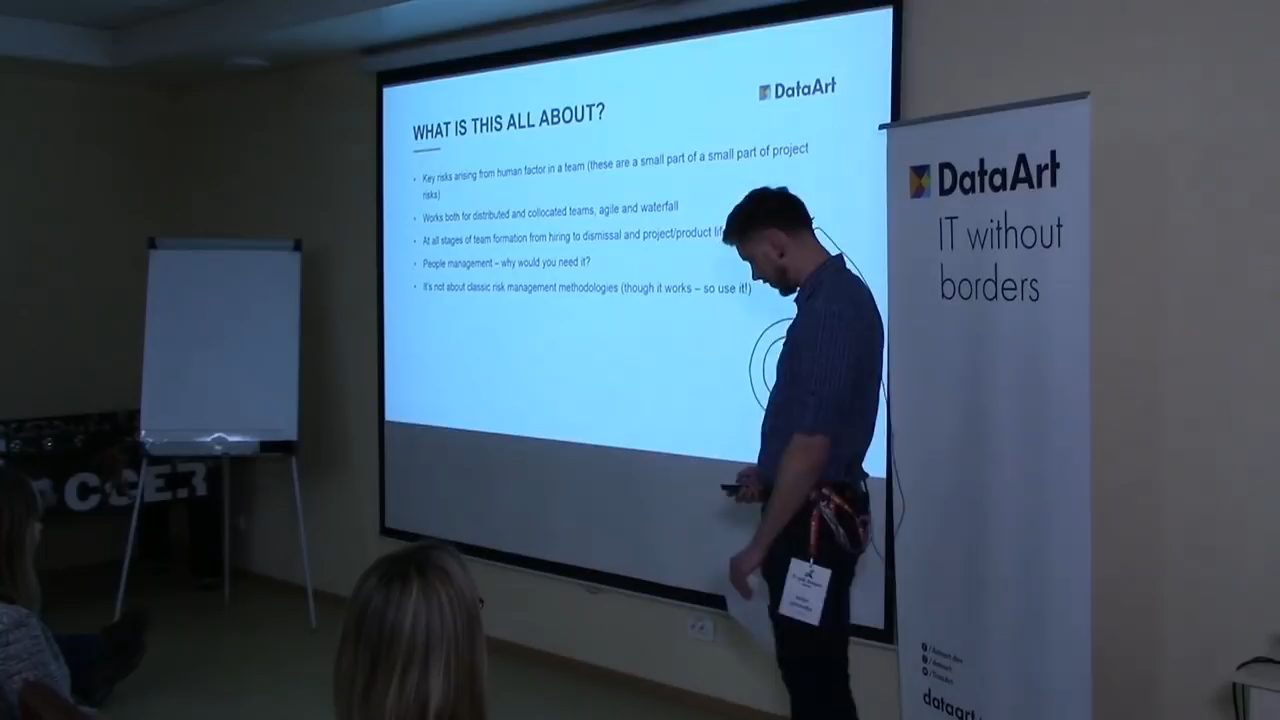 WHAT IS THIS ALL ABOUT?
DataArt
• Key risks arising from human factor in a team (these are a small part of a small part of project
risks)
• Works both for distributed and collocated teams, agile and waterfall
• At all stages of team formation from hiring to dismissal and project/product
• People management – why would you need it?
• It's not about classic risk management methodologies (though it works – so use it!)
DataArt
IT without
borders
dataart